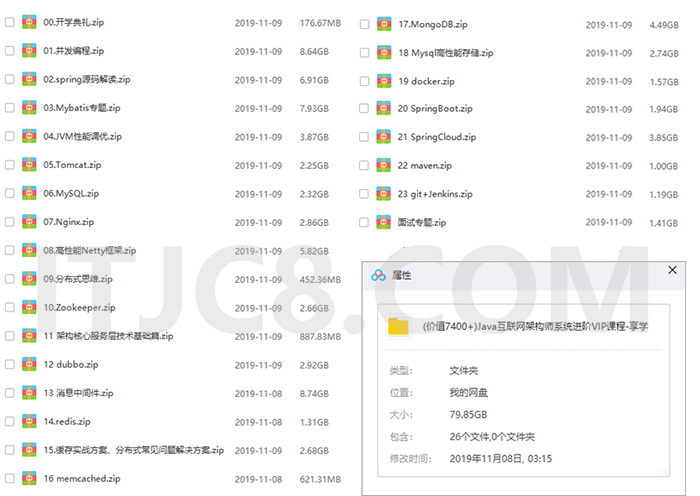 00.开学典礼.zip 2019-11-09 176.67MB
01.并发编程.zip 2019-11-09 8.64GB
02.spring源码解读.zip 2019-11-09 6.91GB
03.Mybatis专题.zip 2019-11-09 7.93GB
04.JVM性能调优.zip 2019-11-09 3.87GB
05.Tomcat.zip 2019-11-09 2.25GB
06.MySQL.zip 2019-11-09 2.32GB
07.Nginx.zip 2019-11-09 2.86GB
08.高性能Netty框架.zip 2019-11-09 5.82GB
09.分布式思维.zip 2019-11-09 452.36MB
10.Zookeeper.zip 2019-11-09 2.66GB
11 架构核心服务层技术基础篇.zip 2019-11-09 887.83MB
12 dubbo.zip 2019-11-09 2.92GB
13 消息中间件.zip 2019-11-08 8.74GB
14.redis.zip 2019-11-08 1.31GB
15.缓存实战方案、分布式常见问题解决方案.zip 2019-11-09 2.68GB
16 memcached.zip 2019-11-08 621.31MB
17.MongoDB.zip 2019-11-09 4.49GB
18 Mysql高性能存储.zip 2019-11-09 2.74GB
19 docker.zip 2019-11-09 1.57GB
20 SpringBoot.zip 2019-11-09 1.94GB
21 SpringCloud.zip 2019-11-09 3.85GB
22 maven.zip 2019-11-09 1.00GB
23 git+Jenkins.zip 2019-11-09 1.19GB
面试专题.zip 2019-11-09 1.41GB
属性
(价值7400+)Java互联网架构师系统进阶VIP课程-享学
类型: 文件夹
位置: 我的网盘
大小: 79.85GB
包含: 26个文件,0个文件夹
修改时间: 2019年11月08日, 03:15
ITJC8.COM